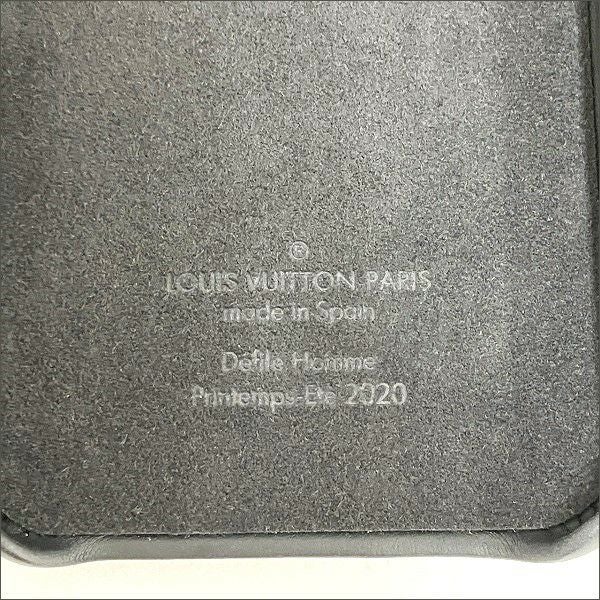 ®
LOUIS VUITTON PARIS
made in Spain
Défilé Homme
Printemps-Eté 2020